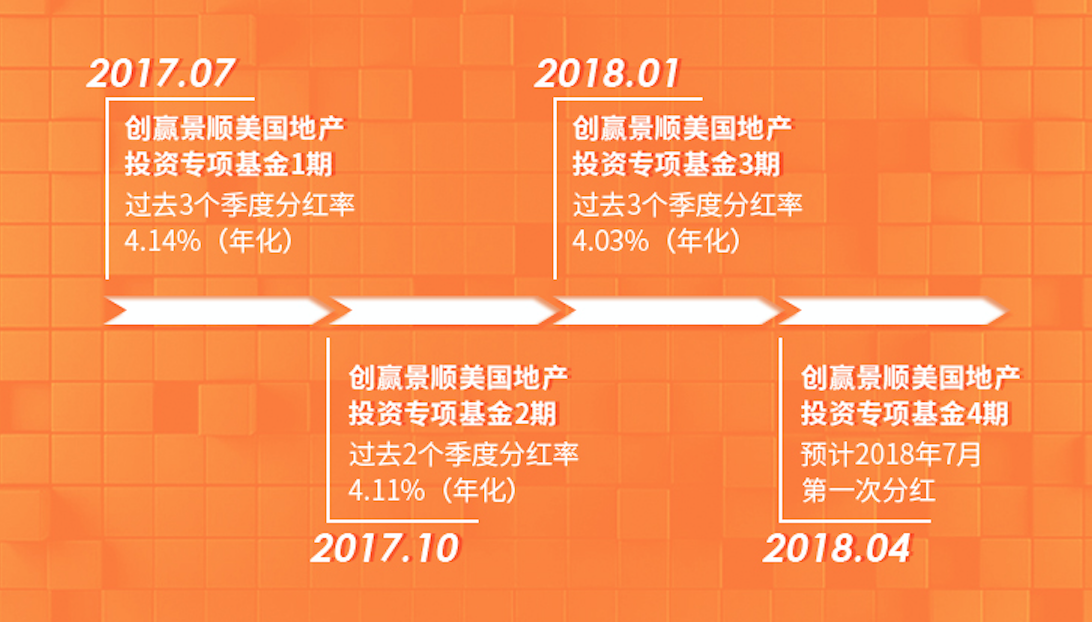 2017.07
创赢景顺美国地产
投资专项基金1期
过去3个季度分红率
4.14%（年化）
2018.01
创赢景顺美国地产
投资专项基金3期
过去3个季度分红率
4.03%（年化）
创赢景顺美国地产
投资专项基金2期
过去2个季度分红率
4.11%（年化）
2017.10
创赢景顺美国地产
投资专项基金4期
预计2018年7月
第一次分红
2018.04